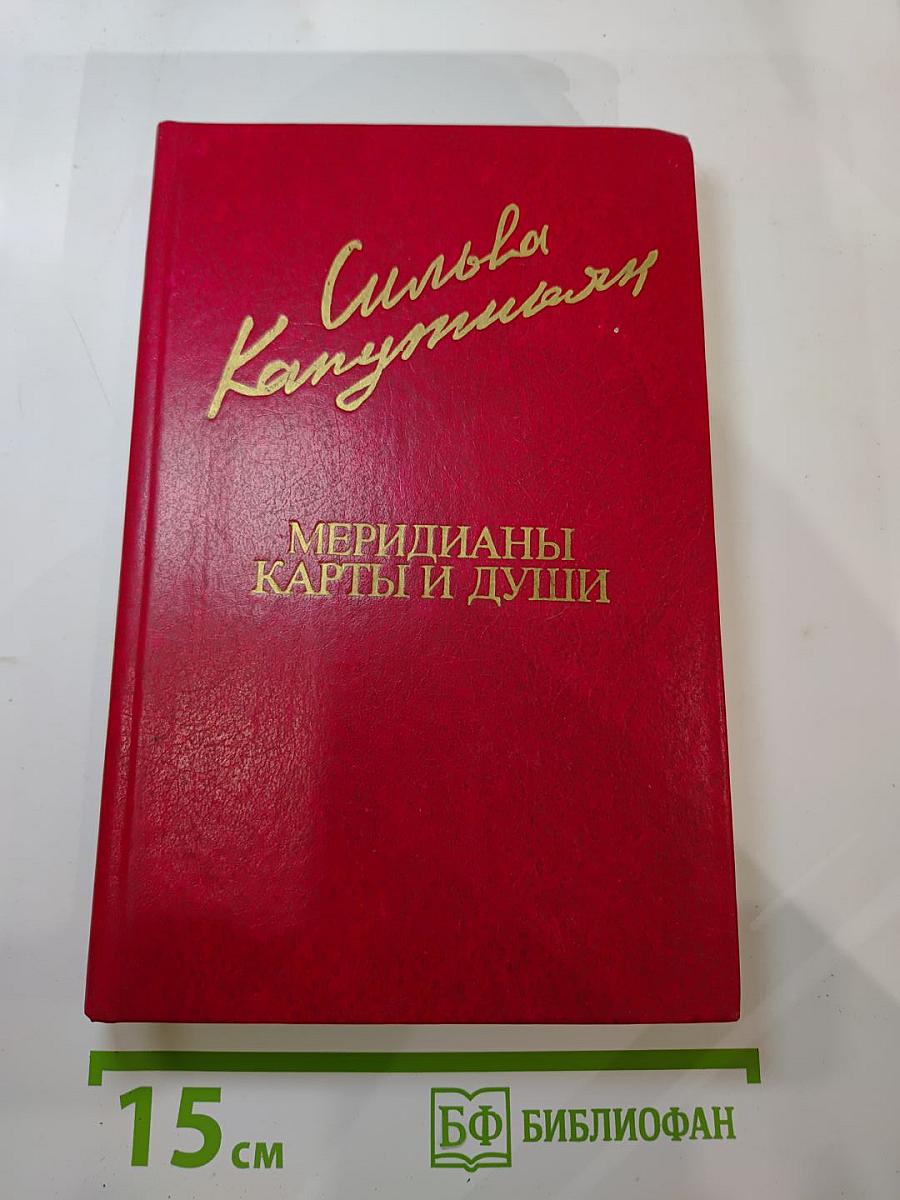 Сильва
Капутикян
МЕРИДИАНЫ
КАРТЫ И ДУШИ
15 см
БФ БИБЛИОФАН